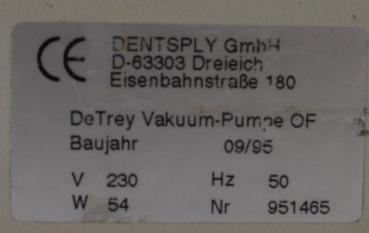 CE DENTSPLY GmbH
D-63303 Dreieich
Eisenbahnstraße 180
DeTrey Vakuum-Pumpe OF
Baujahr 09/95
V 230 Hz 50
W 54 Nr 951465